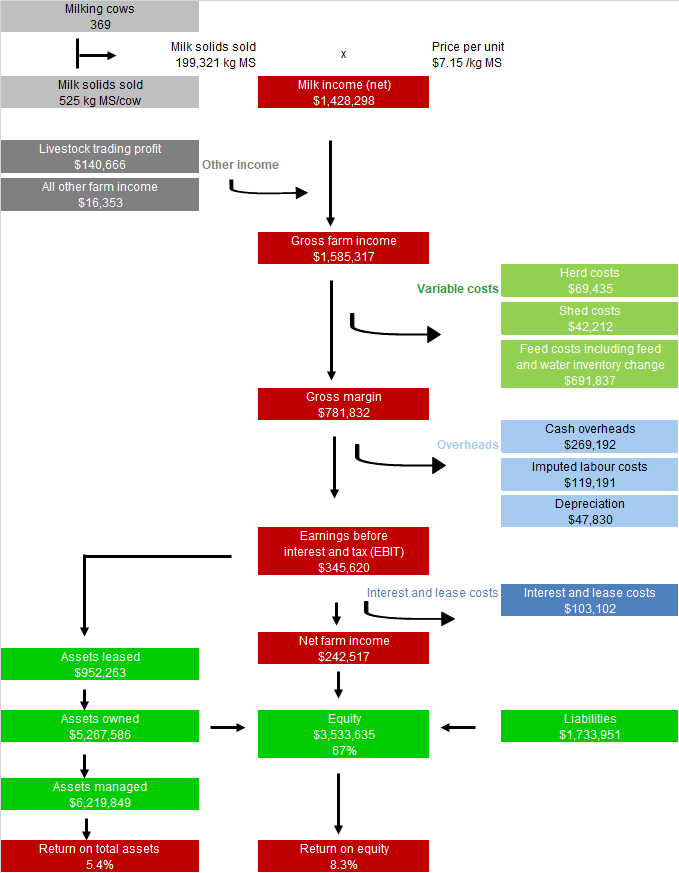 Milking cows
369
Milk solids sold
199,321 kg MS
x
Price per unit
$7.15 /kg MS
Milk solids sold
525 kg MS/cow
Milk income (net)
$1,428,298
Livestock trading profit
$140,666
Other income
All other farm income
$16,353
Gross farm income
$1,585,317
Variable costs
Herd costs
$69,435
Shed costs
$42,212
Feed costs including feed
and water inventory change
$691,837
Gross margin
$781,832
Overheads
Cash overheads
$269,192
Imputed labour costs
$119,191
Depreciation
$47,830
Earnings before
interest and tax (EBIT)
$345,620
Interest and lease costs
Interest and lease costs
$103,102
Net farm income
$242,517
Assets leased
$952,263
Assets owned
$5,267,586
Equity
$3,533,635
67%
Liabilities
$1,733,951
Assets managed
$6,219,849
Return on total assets
5.4%
Return on equity
8.3%